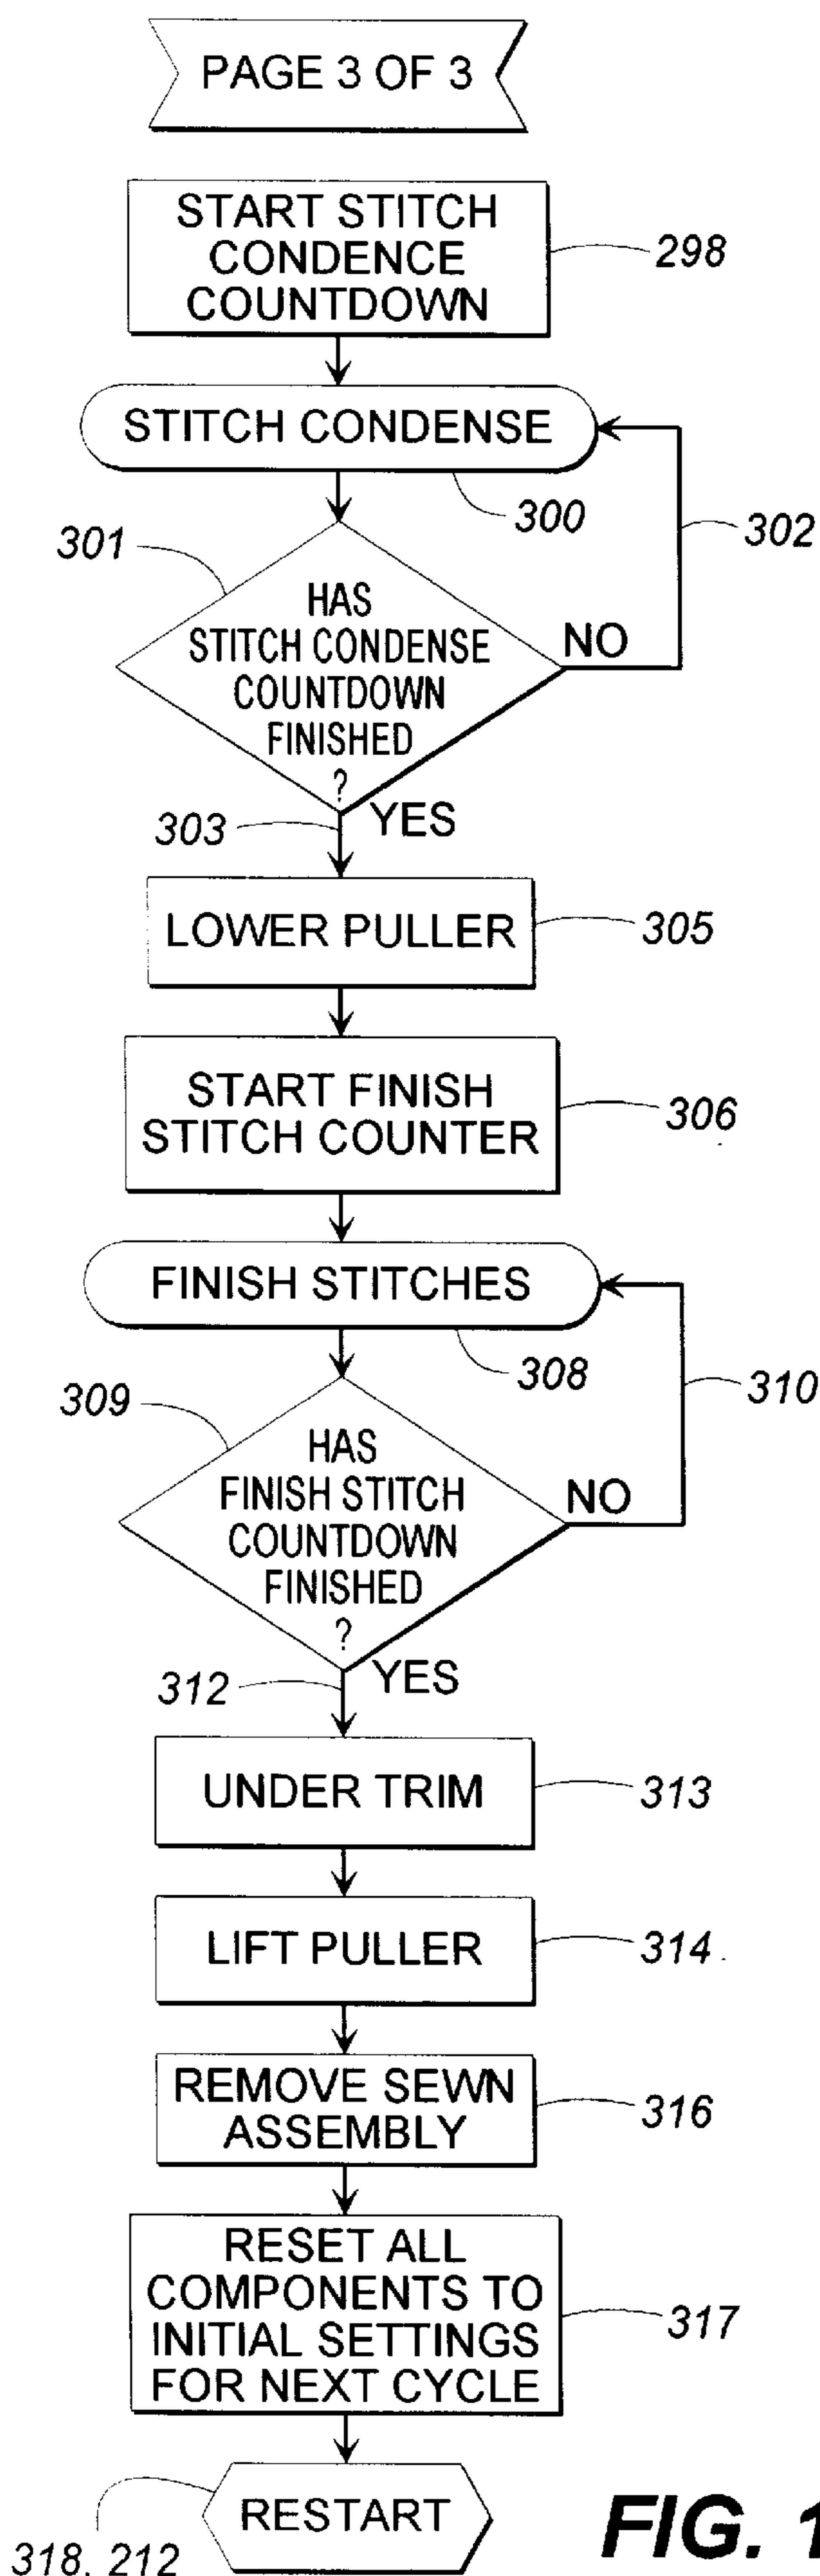 PAGE 3 OF 3
START STITCH
CONDENCE
COUNTDOWN
298
STITCH CONDENSE
300
302
301
HAS
STITCH CONDENSE
COUNTDOWN
FINISHED
?
NO
303
YES
LOWER PULLER
305
START FINISH
STITCH COUNTER
306
FINISH STITCHES
308
310
309
HAS
FINISH STITCH
COUNTDOWN
FINISHED
?
NO
312
YES
UNDER TRIM
313
LIFT PULLER
314
REMOVE SEWN
ASSEMBLY
316
RESET ALL
COMPONENTS TO
INITIAL SETTINGS
FOR NEXT CYCLE
317
RESTART
318, 212
FIG. 1